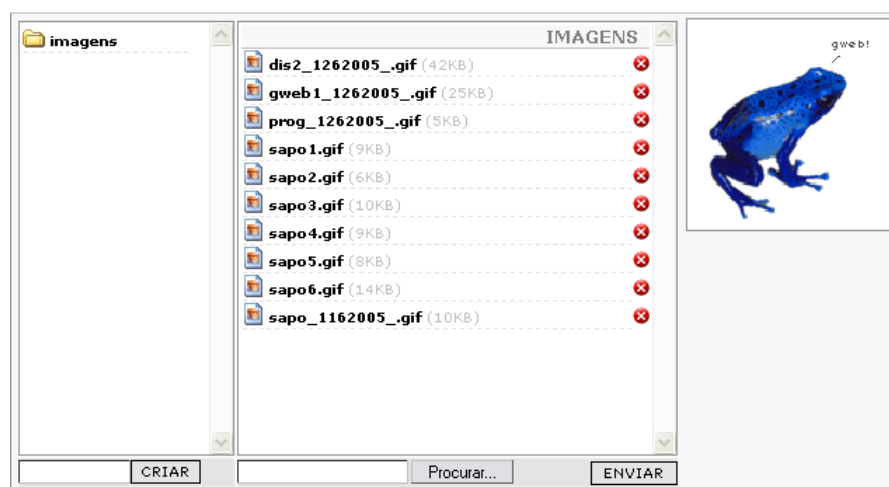 imagens
IMAGENS
dis2_1262005_.gif (42KB)
gweb1_1262005_.gif (25KB)
prog_1262005_.gif (5KB)
sapo1.gif (9KB)
sapo2.gif (6KB)
sapo3.gif (10KB)
sapo4.gif (9KB)
sapo5.gif (8KB)
sapo6.gif (14KB)
sapo_1162005_.gif (10KB)
gweb!
CRIAR
Procurar...
ENVIAR